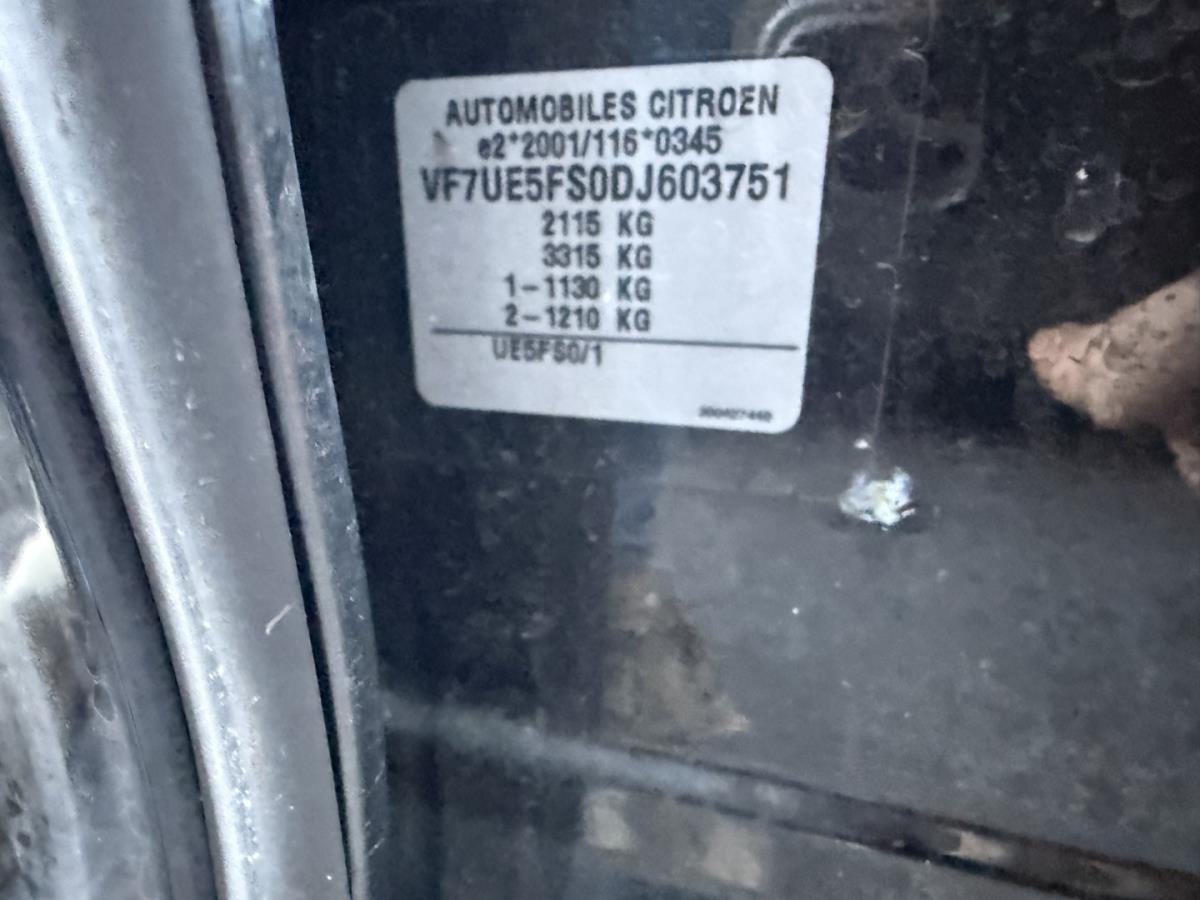 AUTOMOBILES CITROEN
e2*2001/116*0345
VF7UE5FS0DJ603751
2115 KG
3315 KG
1-1130 KG
2-1210 KG
UE5FS0/1